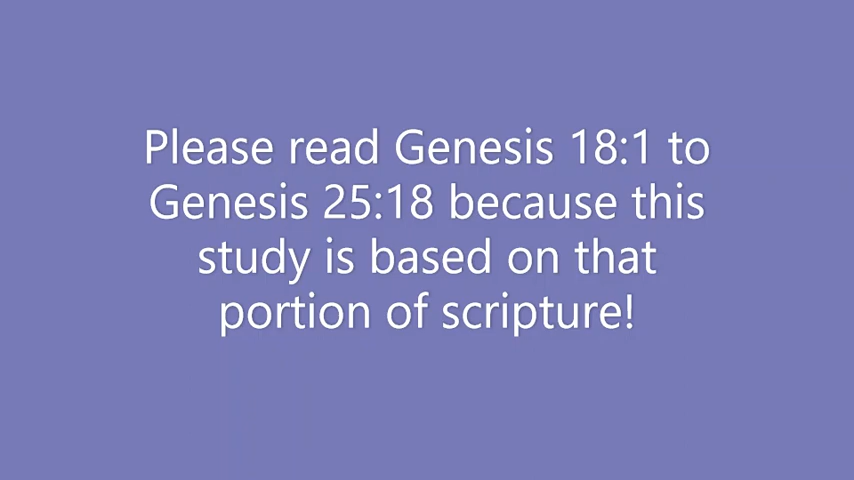 Please read Genesis 18:1 to
Genesis 25:18 because this
study is based on that
portion of scripture!